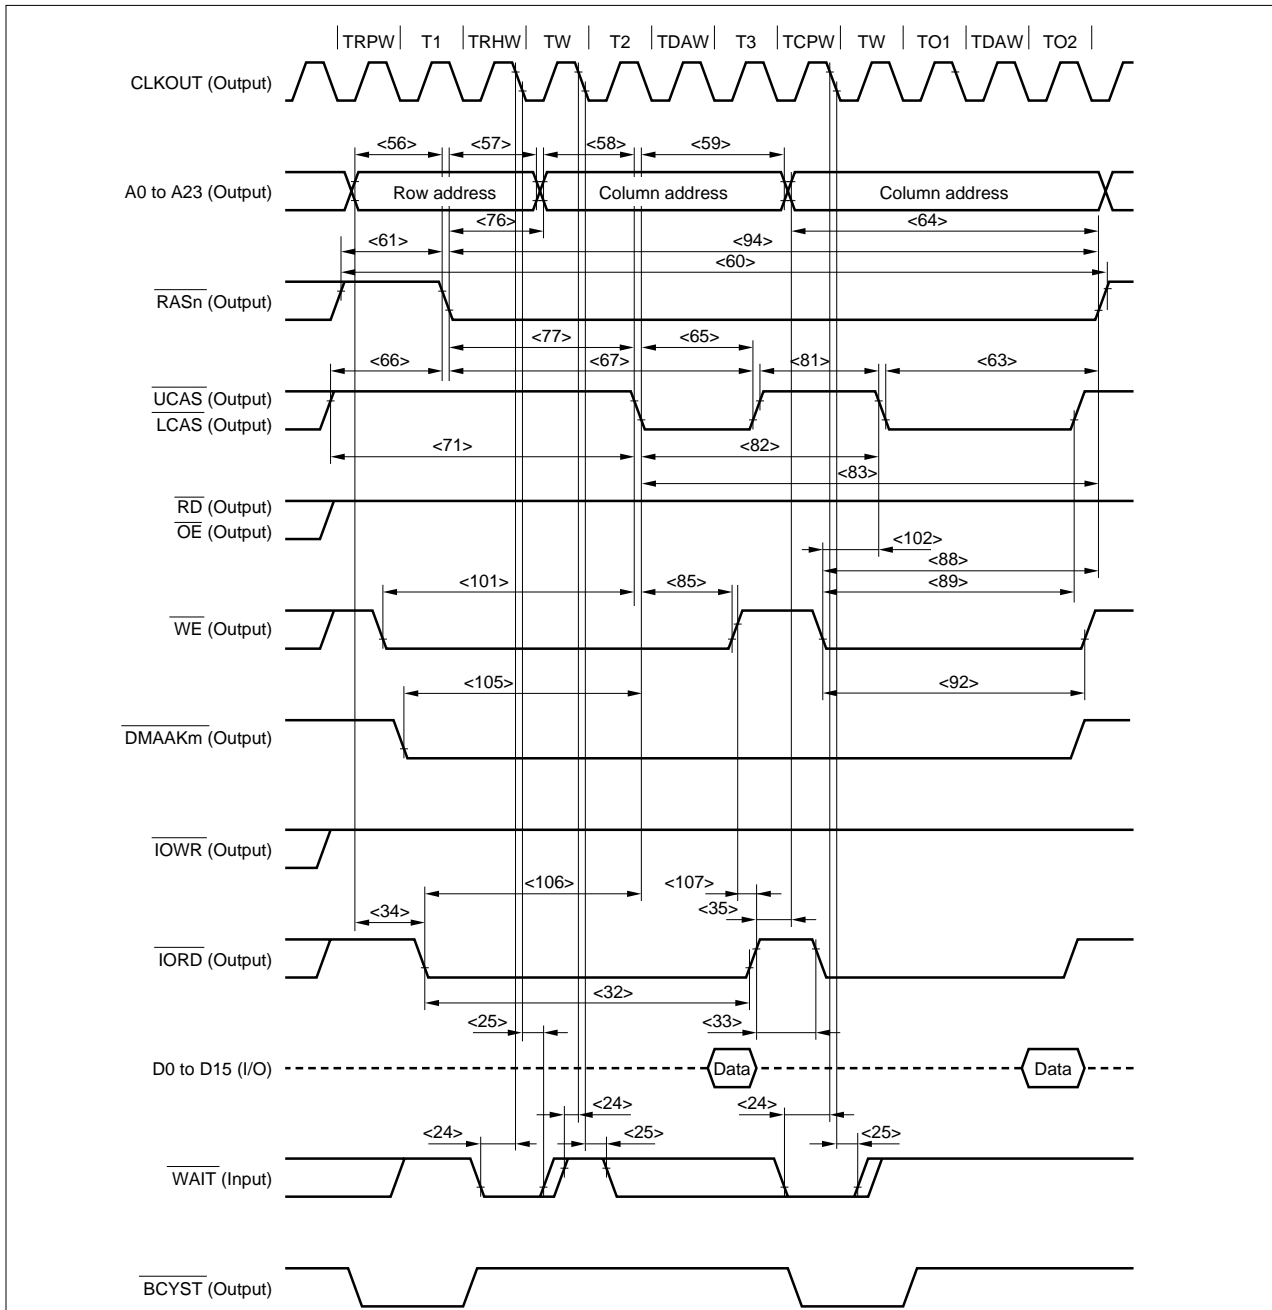 TRPW T1 TRHW TW T2 TDAW T3 TCPW TW TO1 TDAW TO2
CLKOUT (Output)
<56> <57> <58> <59>
A0 to A23 (Output) Row address Column address Column address
<76> <64>
<61> <94>
<60>
RASn (Output)
<77> <65>
<66> <67> <81> <63>
UCAS (Output)
LCAS (Output)
<71> <82>
<83>
RD (Output)
OE (Output)
<102>
<88>
<101> <85> <89>
WE (Output)
<105> <92>
DMAAKm (Output)
IOWR (Output)
<106> <107>
<34> <35>
IORD (Output)
<32>
<25> <33>
D0 to D15 (I/O) Data Data
<24> <24>
<24> <25> <25>
WAIT (Input)
BCYST (Output)